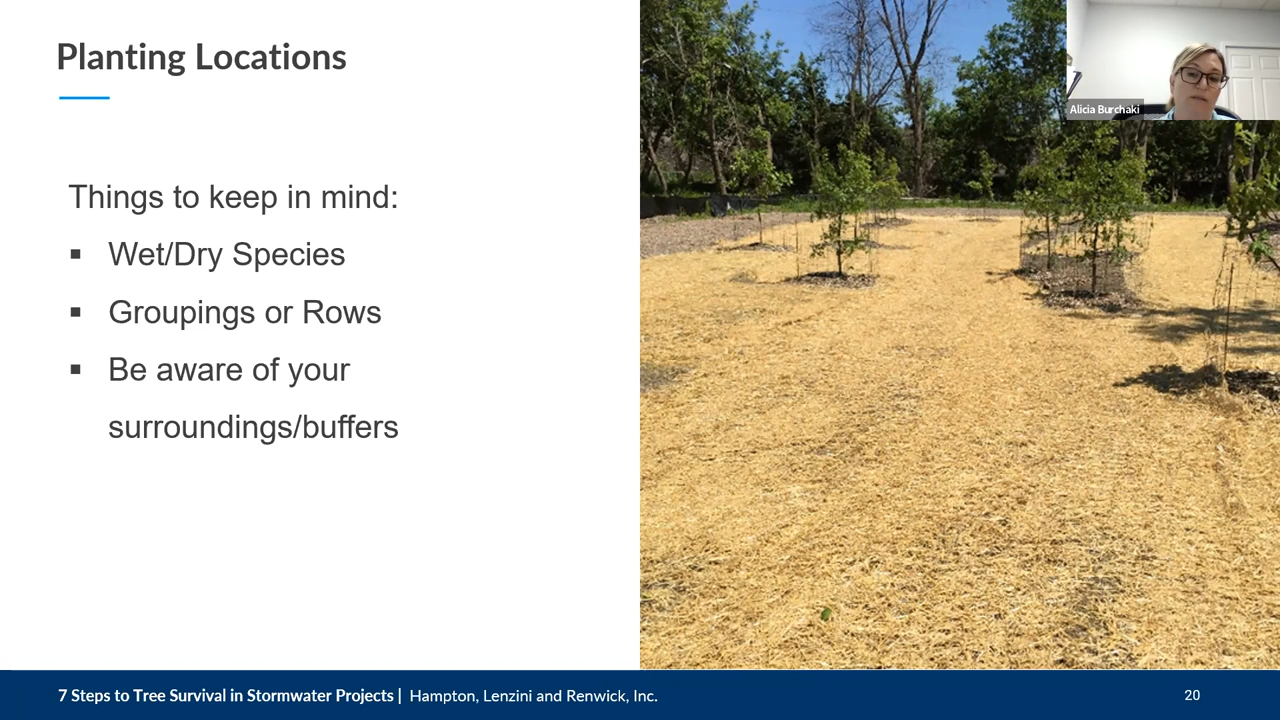 Planting Locations
Alicia Burchaki
Things to keep in mind:
▪ Wet/Dry Species
▪ Groupings or Rows
▪ Be aware of your
surroundings/buffers
7 Steps to Tree Survival in Stormwater Projects | Hampton, Lenzini and Renwick, Inc.
20